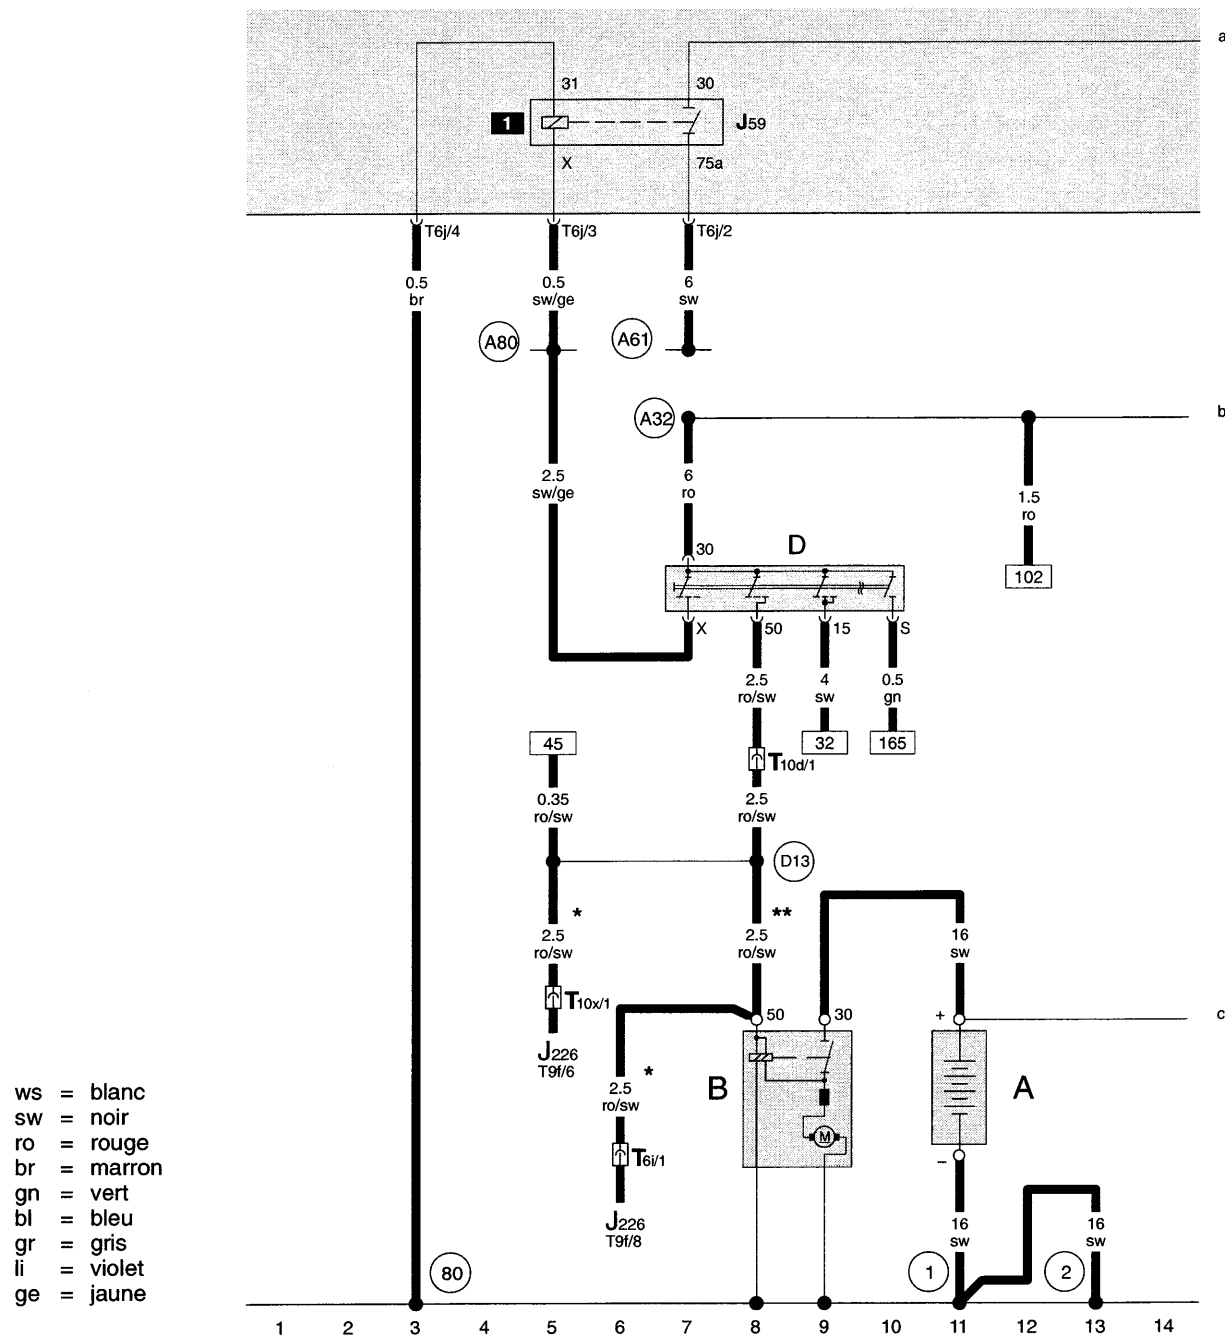 a
31
30
1
J59
X
75a
T6j/4
T6j/3
T6j/2
0.5
br
0.5
sw/ge
6
sw
A80
A61
b
A32
2.5
sw/ge
6
ro
1.5
ro
30
D
102
X
50
15
S
2.5
ro/sw
4
sw
0.5
gn
45
32
165
T10d/1
0.35
ro/sw
2.5
ro/sw
D13
*
**
2.5
ro/sw
2.5
ro/sw
16
sw
T10x/1
50
30
+
c
J226
T9f/6
*
B
A
2.5
ro/sw
M
T6i/1
–
J226
T9f/8
16
sw
16
sw
80
1
2
ws = blanc
sw = noir
ro = rouge
br = marron
gn = vert
bl = bleu
gr = gris
li = violet
ge = jaune
1 2 3 4 5 6 7 8 9 10 11 12 13 14